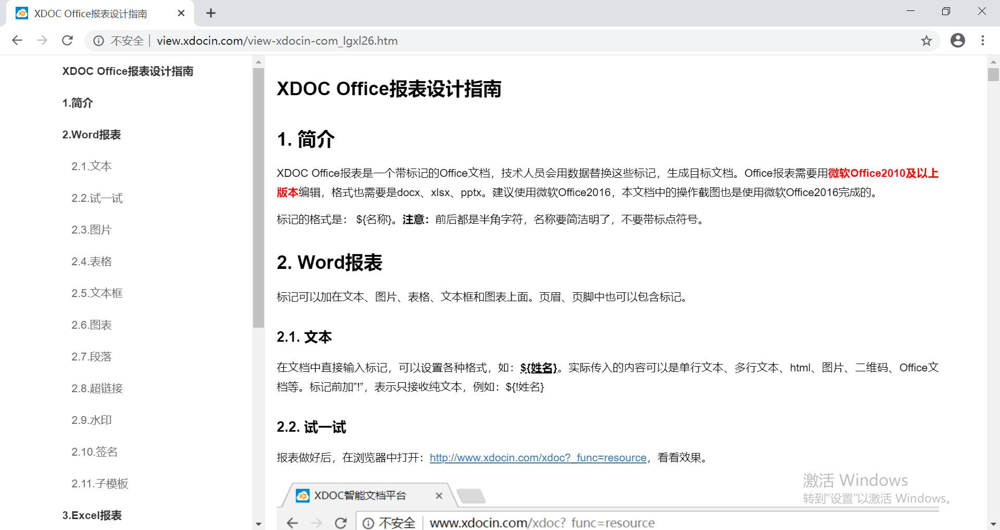 XDOC Office报表设计指南
不安全 view.xdocin.com/view-xdocin-com_lgxl26.htm
XDOC Office报表设计指南
1.简介
2.Word报表
2.1.文本
2.2.试一试
2.3.图片
2.4.表格
2.5.文本框
2.6.图表
2.7.段落
2.8.超链接
2.9.水印
2.10.签名
2.11.子模板
3.Excel报表
XDOC Office报表设计指南
1. 简介
XDOC Office报表是一个带标记的Office文档，技术人员会用数据替换这些标记，生成目标文档。Office报表需要用微软Office2010及以上
版本编辑，格式也需要是docx、xlsx、pptx。建议使用微软Office2016，本文档中的操作截图也是使用微软Office2016完成的。
标记的格式是： ${名称}。注意：前后都是半角字符，名称要简洁明了，不要带标点符号。
2. Word报表
标记可以加在文本、图片、表格、文本框和图表上面。页眉、页脚中也可以包含标记。
2.1. 文本
在文档中直接输入标记，可以设置各种格式，如：${姓名}。实际传入的内容可以是单行文本、多行文本、html、图片、二维码、Office文
档等。标记前加”!”，表示只接收纯文本，例如：${!姓名}
2.2. 试一试
报表做好后，在浏览器中打开：http://www.xdocin.com/xdoc?_func=resource，看看效果。
XDOC智能文档平台
不安全 www.xdocin.com/xdoc?_func=resource
激活 Windows
转到“设置”以激活 Windows。